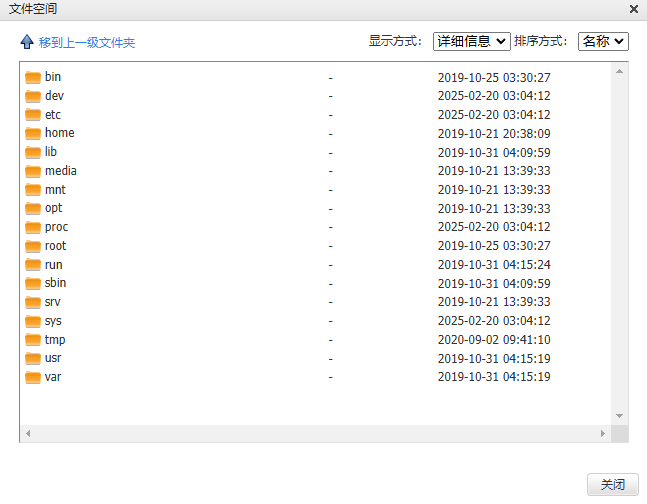 文件空间
移到上一级文件夹 显示方式： 详细信息 排序方式： 名称
bin - 2019-10-25 03:30:27
dev - 2025-02-20 03:04:12
etc - 2025-02-20 03:04:12
home - 2019-10-21 20:38:09
lib - 2019-10-31 04:09:59
media - 2019-10-21 13:39:33
mnt - 2019-10-21 13:39:33
opt - 2019-10-21 13:39:33
proc - 2025-02-20 03:04:12
root - 2019-10-25 03:30:27
run - 2019-10-31 04:15:24
sbin - 2019-10-31 04:09:59
srv - 2019-10-21 13:39:33
sys - 2025-02-20 03:04:12
tmp - 2020-09-02 09:41:10
usr - 2019-10-31 04:15:19
var - 2019-10-31 04:15:19
关闭